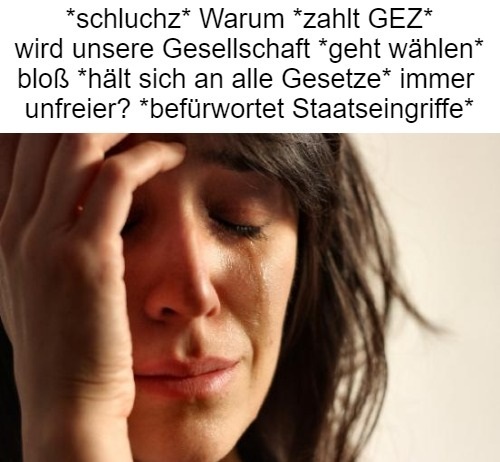 *schluchz* Warum *zahlt GEZ*
wird unsere Gesellschaft *geht wählen*
bloß *hält sich an alle Gesetze* immer
unfreier? *befürwortet Staatseingriffe*